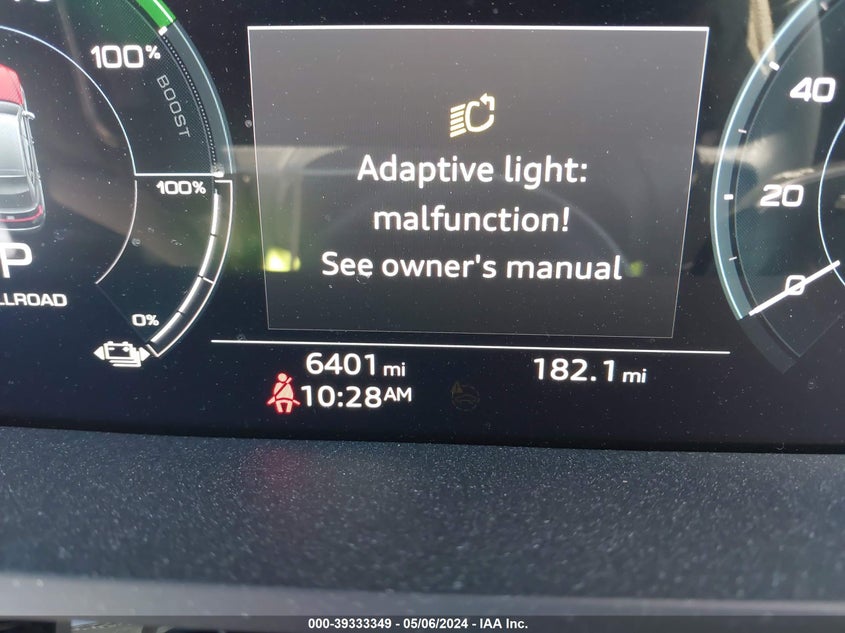 100%
BOOST
100%
P
LLROAD
0%
Adaptive light:
malfunction!
See owner's manual
40
20
0
6401 mi
182.1 mi
10:28AM
000-39333349 - 05/06/2024 - IAA Inc.